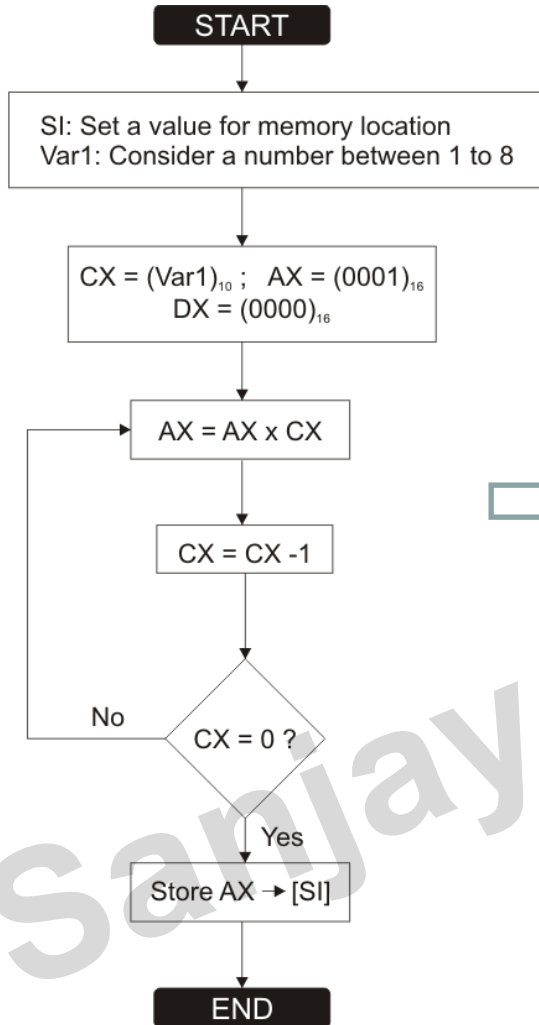 START
SI: Set a value for memory location
Var1: Consider a number between 1 to 8
CX = (Var1)₁₀ ; AX = (0001)₁₆
DX = (0000)₁₆
AX = AX x CX
CX = CX -1
No
CX = 0 ?
Yes
Store AX → [SI]
END
Sanjay